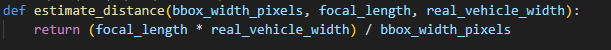 def estimate_distance(bbox_width_pixels, focal_length, real_vehicle_width):
    return (focal_length * real_vehicle_width) / bbox_width_pixels